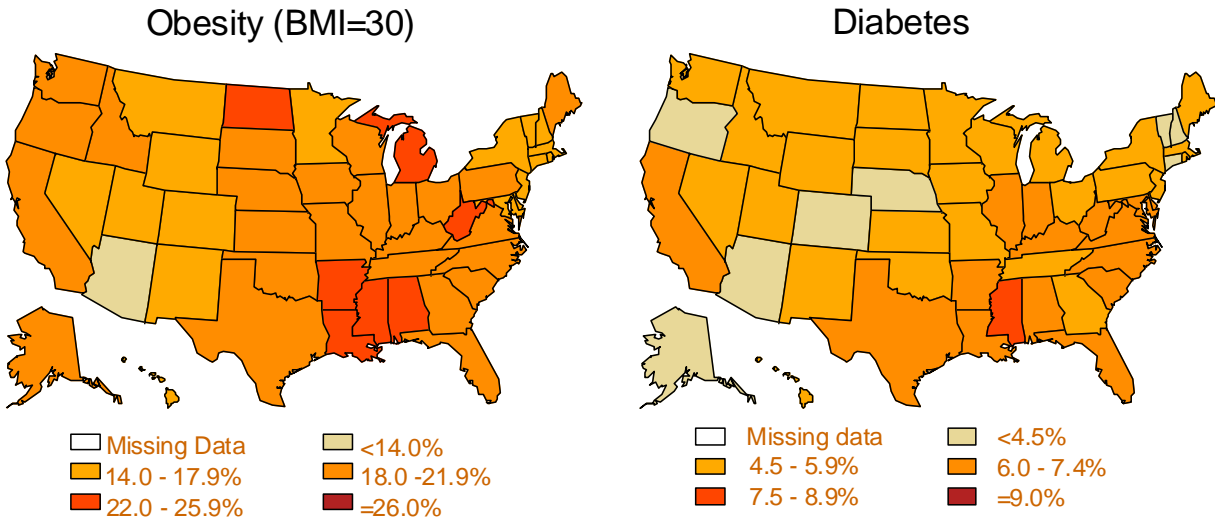 Obesity (BMI=30)
Diabetes
Missing Data
<14.0%
14.0 - 17.9%
18.0 -21.9%
22.0 - 25.9%
=26.0%
Missing data
<4.5%
4.5 - 5.9%
6.0 - 7.4%
7.5 - 8.9%
=9.0%